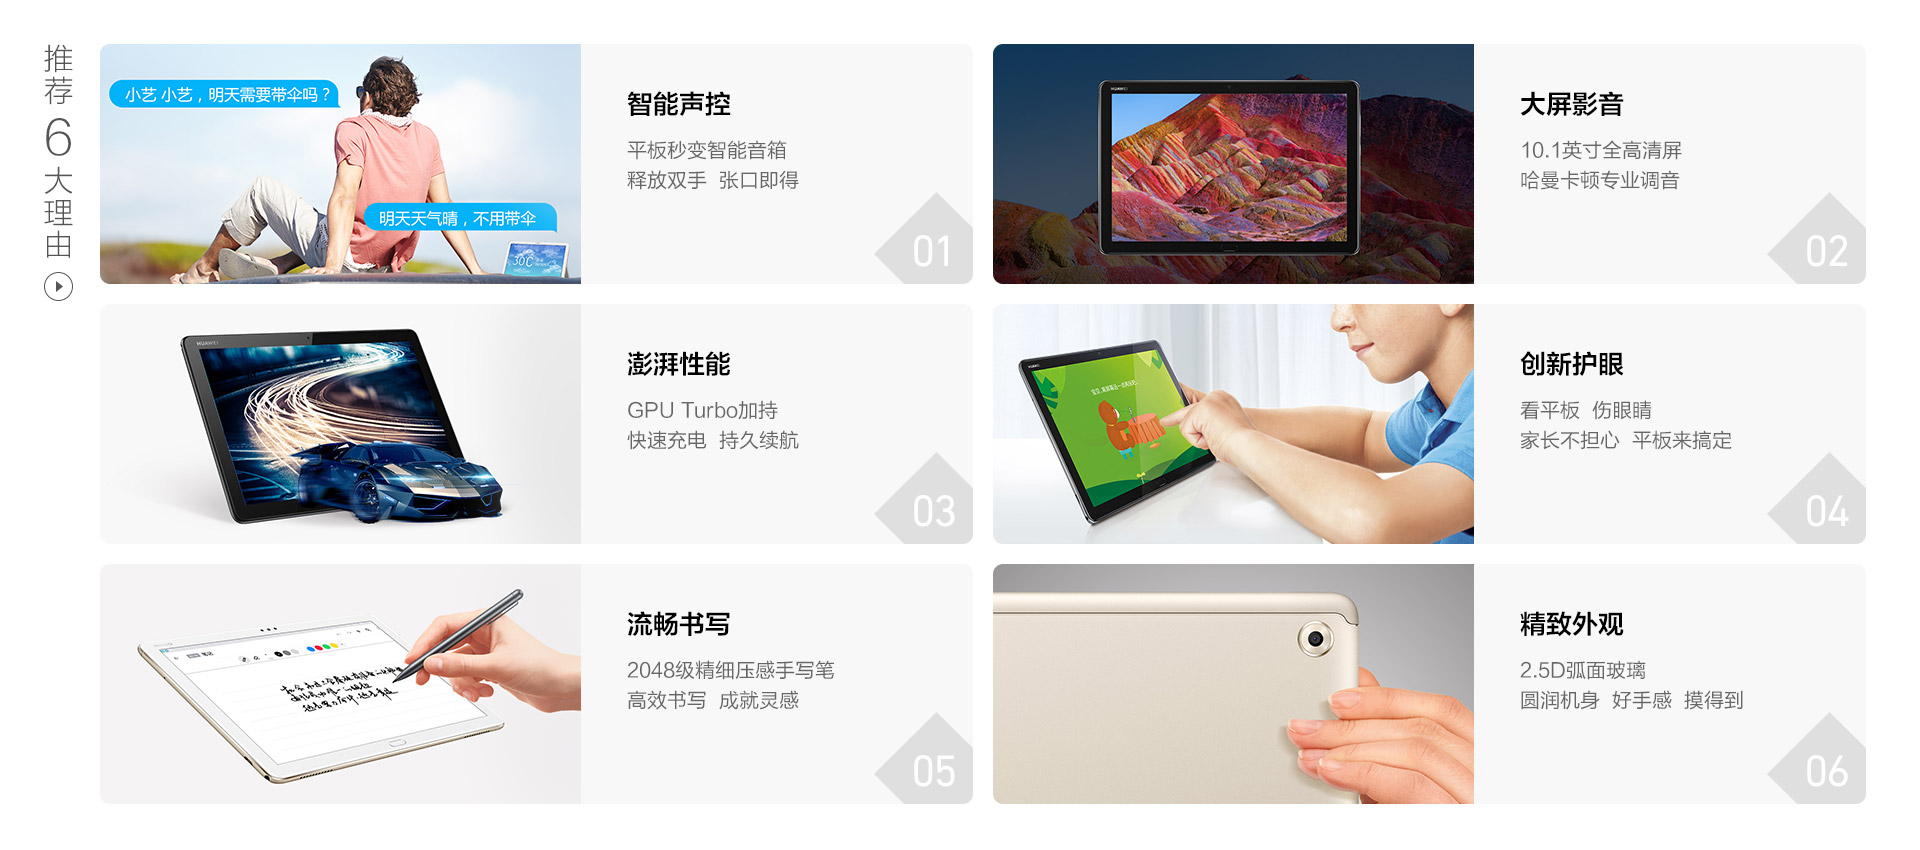 推荐6大理由
小艺 小艺，明天需要带伞吗？
明天天气晴，不用带伞
30°C
智能声控
平板秒变智能音箱
释放双手 张口即得
01
HUAWEI
大屏影音
10.1英寸全高清屏
哈曼卡顿专业调音
02
HUAWEI
澎湃性能
GPU Turbo加持
快速充电 持久续航
03
创新护眼
看平板 伤眼睛
家长不担心 平板来搞定
04
流畅书写
2048级精细压感手写笔
高效书写 成就灵感
05
精致外观
2.5D弧面玻璃
圆润机身 好手感 摸得到
06